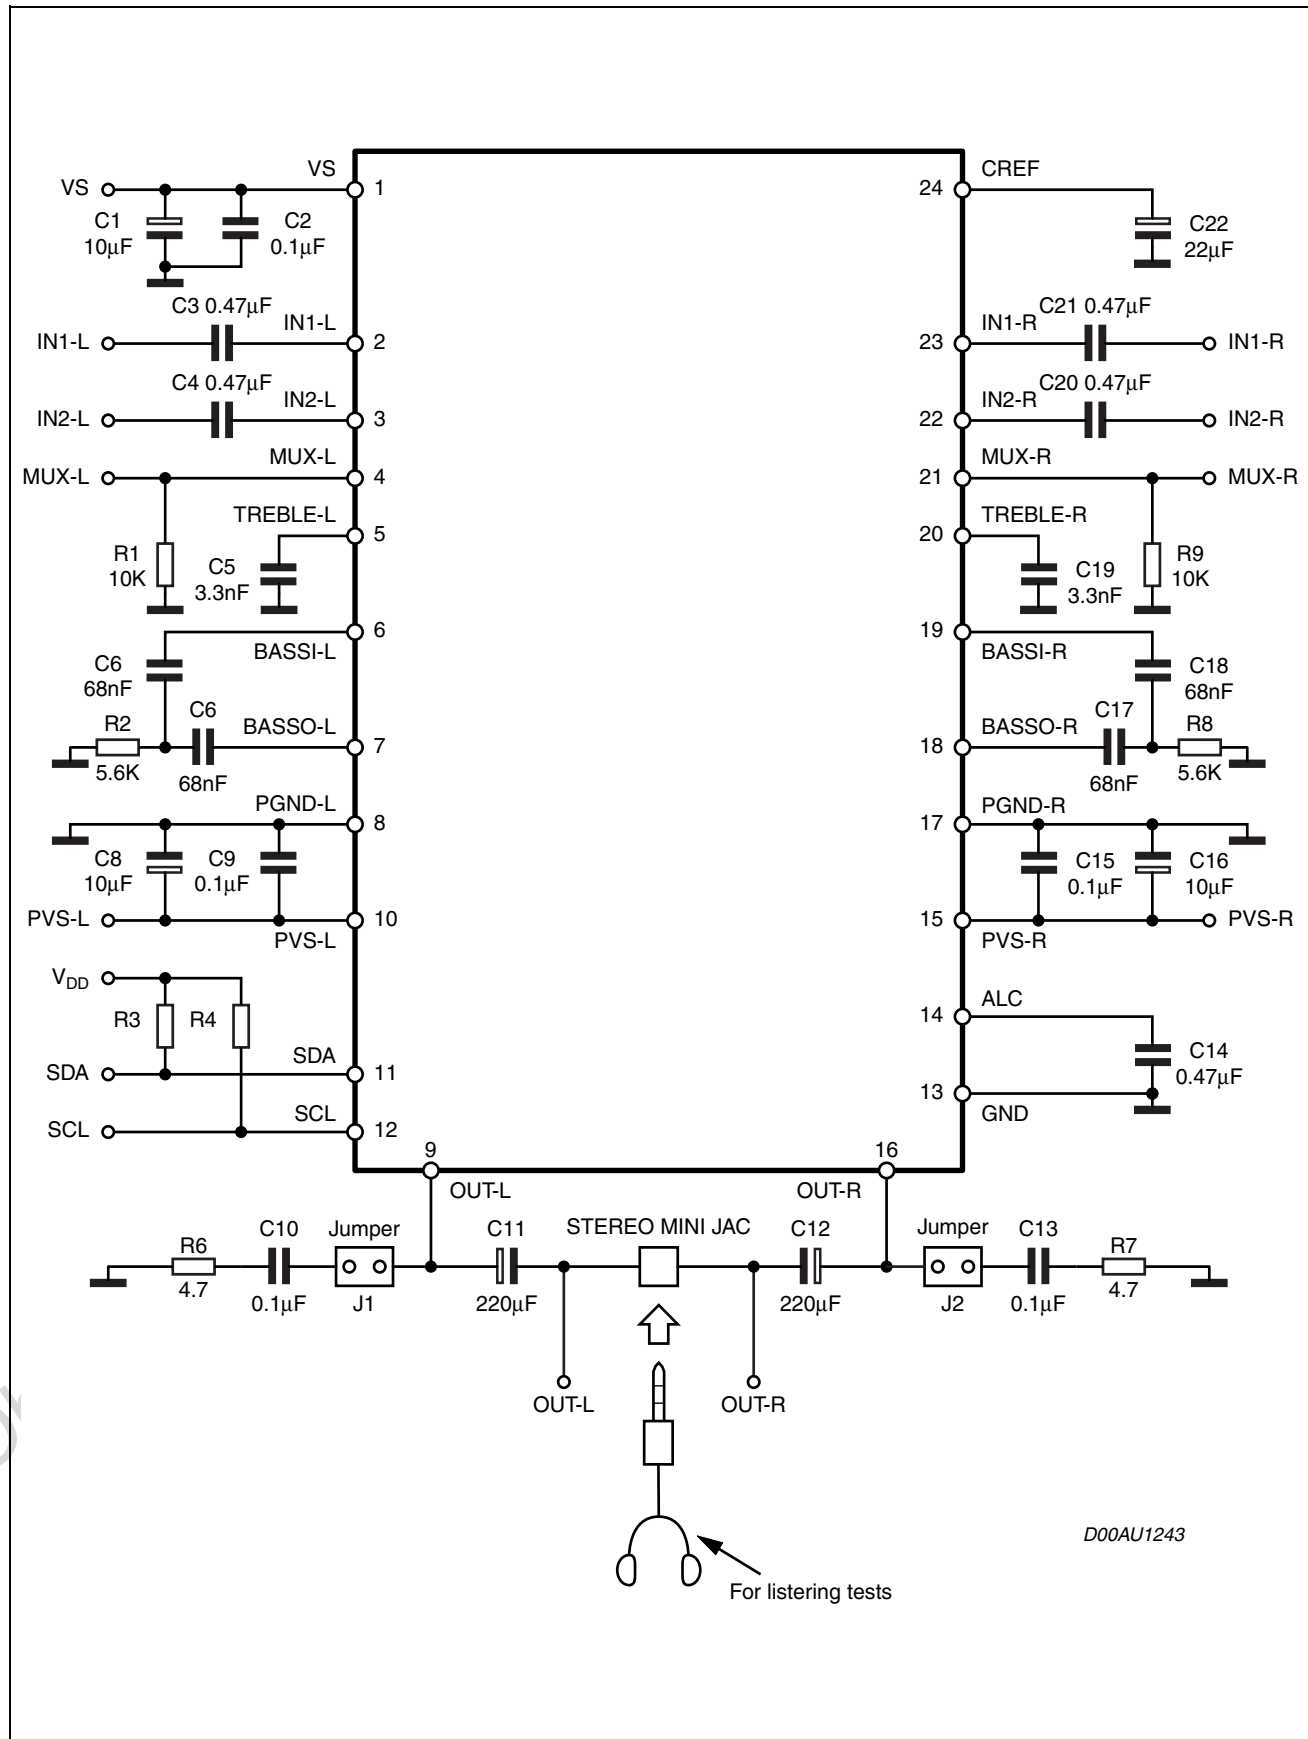 VS
CREF
VS
1
24
C1
10µF
C2
0.1µF
C22
22µF
C3 0.47µF
IN1-L
IN1-R
C21 0.47µF
IN1-L
2
23
IN1-R
C4 0.47µF
IN2-L
IN2-R
C20 0.47µF
IN2-L
3
22
IN2-R
MUX-L
MUX-R
MUX-L
4
21
MUX-R
TREBLE-L
5
20
TREBLE-R
R1
10K
C5
3.3nF
C19
3.3nF
R9
10K
6
19
BASSI-L
BASSI-R
C6
68nF
C18
68nF
R2
5.6K
C6
68nF
BASSO-L
7
18
BASSO-R
C17
68nF
R8
5.6K
PGND-L
PGND-R
8
17
C8
10µF
C9
0.1µF
C15
0.1µF
C16
10µF
PVS-L
10
15
PVS-R
PVS-L
PVS-R
VDD
R3
R4
ALC
14
SDA
SDA
11
C14
0.47µF
13
GND
SCL
SCL
12
9
16
OUT-L
OUT-R
R6
4.7
C10
0.1µF
Jumper
J1
C11
220µF
STEREO MINI JAC
C12
220µF
Jumper
J2
C13
0.1µF
R7
4.7
OUT-L
OUT-R
D00AU1243
For listering tests